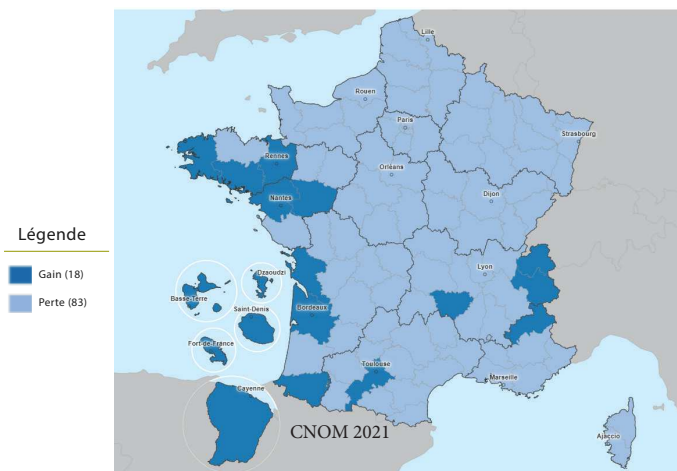 Lille
Rouen
Paris
Strasbourg
Rennes
Orléans
Nantes
Dijon
Légende
Gain (18)
Perte (83)
Lyon
Dzaoudzi
Basse-Terre
Saint-Denis
Bordeaux
Fort-de-France
Toulouse
Marseille
Cayenne
CNOM 2021
Ajaccio